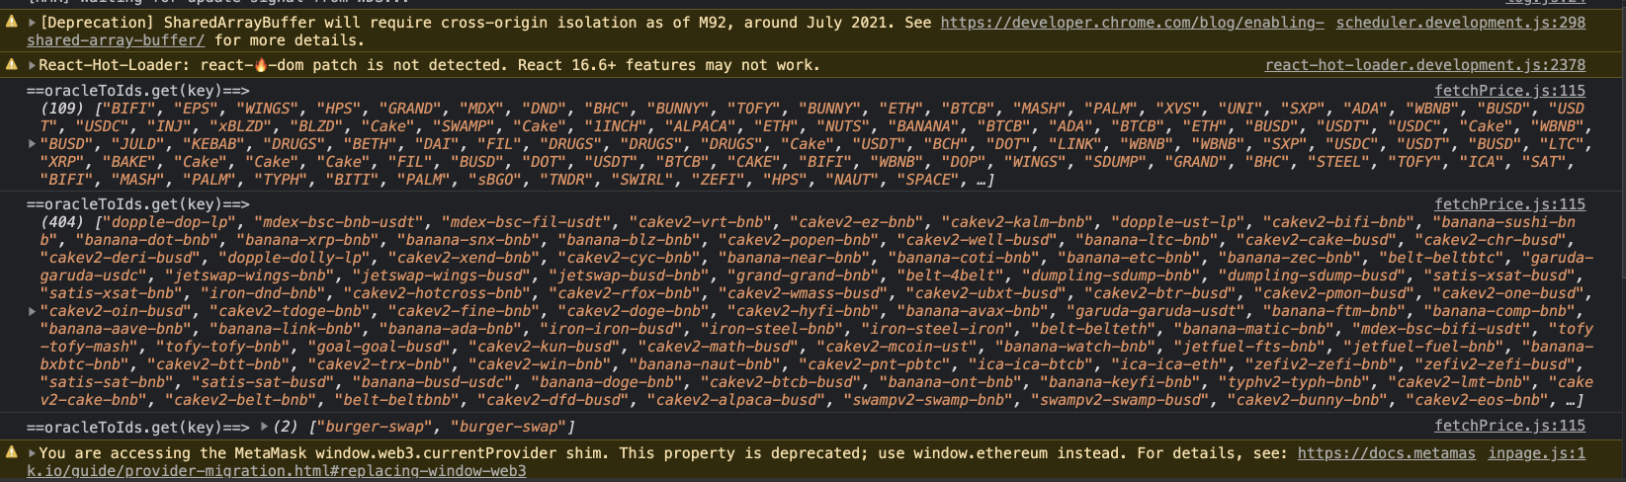 ⚠ ▸[Deprecation] SharedArrayBuffer will require cross-origin isolation as of M92, around July 2021. See https://developer.chrome.com/blog/enabling- scheduler.development.js:298
shared-array-buffer/ for more details.
⚠ ▸React-Hot-Loader: react-🔥-dom patch is not detected. React 16.6+ features may not work. react-hot-loader.development.js:2378
==oracleToIds.get(key)==> fetchPrice.js:115
(109) ["BIFI", "EPS", "WINGS", "HPS", "GRAND", "MDX", "DND", "BHC", "BUNNY", "TOFY", "BUNNY", "ETH", "BTCB", "MASH", "PALM", "XVS", "UNI", "SXP", "ADA", "WBNB", "BUSD", "USD
T", "USDC", "INJ", "xBLZD", "BLZD", "Cake", "SWAMP", "Cake", "1INCH", "ALPACA", "ETH", "NUTS", "BANANA", "BTCB", "ADA", "BTCB", "ETH", "BUSD", "USDT", "USDC", "Cake", "WBNB",
▸ "BUSD", "JULD", "KEBAB", "DRUGS", "BETH", "DAI", "FIL", "DRUGS", "DRUGS", "DRUGS", "Cake", "USDT", "BCH", "DOT", "LINK", "WBNB", "WBNB", "SXP", "USDC", "USDT", "BUSD", "LTC",
"XRP", "BAKE", "Cake", "Cake", "Cake", "FIL", "BUSD", "DOT", "USDT", "BTCB", "CAKE", "BIFI", "WBNB", "DOP", "WINGS", "SDUMP", "GRAND", "BHC", "STEEL", "TOFY", "ICA", "SAT",
"BIFI", "MASH", "PALM", "TYPH", "BITI", "PALM", "sBGO", "TNDR", "SWIRL", "ZEFI", "HPS", "NAUT", "SPACE", …]
==oracleToIds.get(key)==> fetchPrice.js:115
(404) ["dopple-dop-lp", "mdex-bsc-bnb-usdt", "mdex-bsc-fil-usdt", "cakev2-vrt-bnb", "cakev2-ez-bnb", "cakev2-kalm-bnb", "dopple-ust-lp", "cakev2-bifi-bnb", "banana-sushi-bn
b", "banana-dot-bnb", "banana-xrp-bnb", "banana-snx-bnb", "banana-blz-bnb", "cakev2-popen-bnb", "cakev2-well-busd", "banana-ltc-bnb", "cakev2-cake-busd", "cakev2-chr-busd",
"cakev2-deri-busd", "dopple-dolly-lp", "cakev2-xend-bnb", "cakev2-cyc-bnb", "banana-near-bnb", "banana-coti-bnb", "banana-etc-bnb", "banana-zec-bnb", "belt-beltbtc", "garuda-
garuda-usdc", "jetswap-wings-bnb", "jetswap-wings-busd", "jetswap-busd-bnb", "grand-grand-bnb", "belt-4belt", "dumpling-sdump-bnb", "dumpling-sdump-busd", "satis-xsat-busd",
"satis-xsat-bnb", "iron-dnd-bnb", "cakev2-hotcross-bnb", "cakev2-rfox-bnb", "cakev2-wmass-busd", "cakev2-ubxt-busd", "cakev2-btr-busd", "cakev2-pmon-busd", "cakev2-one-busd",
▸ "cakev2-oin-busd", "cakev2-tdoge-bnb", "cakev2-fine-bnb", "cakev2-doge-bnb", "cakev2-hyfi-bnb", "banana-avax-bnb", "garuda-garuda-usdt", "banana-ftm-bnb", "banana-comp-bnb",
"banana-aave-bnb", "banana-link-bnb", "banana-ada-bnb", "iron-iron-busd", "iron-steel-bnb", "iron-steel-iron", "belt-belteth", "banana-matic-bnb", "mdex-bsc-bifi-usdt", "tofy
-tofy-mash", "tofy-tofy-bnb", "goal-goal-busd", "cakev2-kun-busd", "cakev2-math-busd", "cakev2-mcoin-ust", "banana-watch-bnb", "jetfuel-fts-bnb", "jetfuel-fuel-bnb", "banana-
bxbtc-bnb", "cakev2-btt-bnb", "cakev2-trx-bnb", "cakev2-win-bnb", "banana-naut-bnb", "cakev2-pnt-pbtc", "ica-ica-btcb", "ica-ica-eth", "zefiv2-zefi-bnb", "zefiv2-zefi-busd",
"satis-sat-bnb", "satis-sat-busd", "banana-busd-usdc", "banana-doge-bnb", "cakev2-btcb-busd", "banana-ont-bnb", "banana-keyfi-bnb", "typhv2-typh-bnb", "cakev2-lmt-bnb", "cake
v2-cake-bnb", "cakev2-belt-bnb", "belt-beltbnb", "cakev2-dfd-busd", "cakev2-alpaca-busd", "swampv2-swamp-bnb", "swampv2-swamp-busd", "cakev2-bunny-bnb", "cakev2-eos-bnb", …]
==oracleToIds.get(key)==> ▸(2) ["burger-swap", "burger-swap"] fetchPrice.js:115
⚠ ▸You are accessing the MetaMask window.web3.currentProvider shim. This property is deprecated; use window.ethereum instead. For details, see: https://docs.metamas inpage.js:1
k.io/guide/provider-migration.html#replacing-window-web3